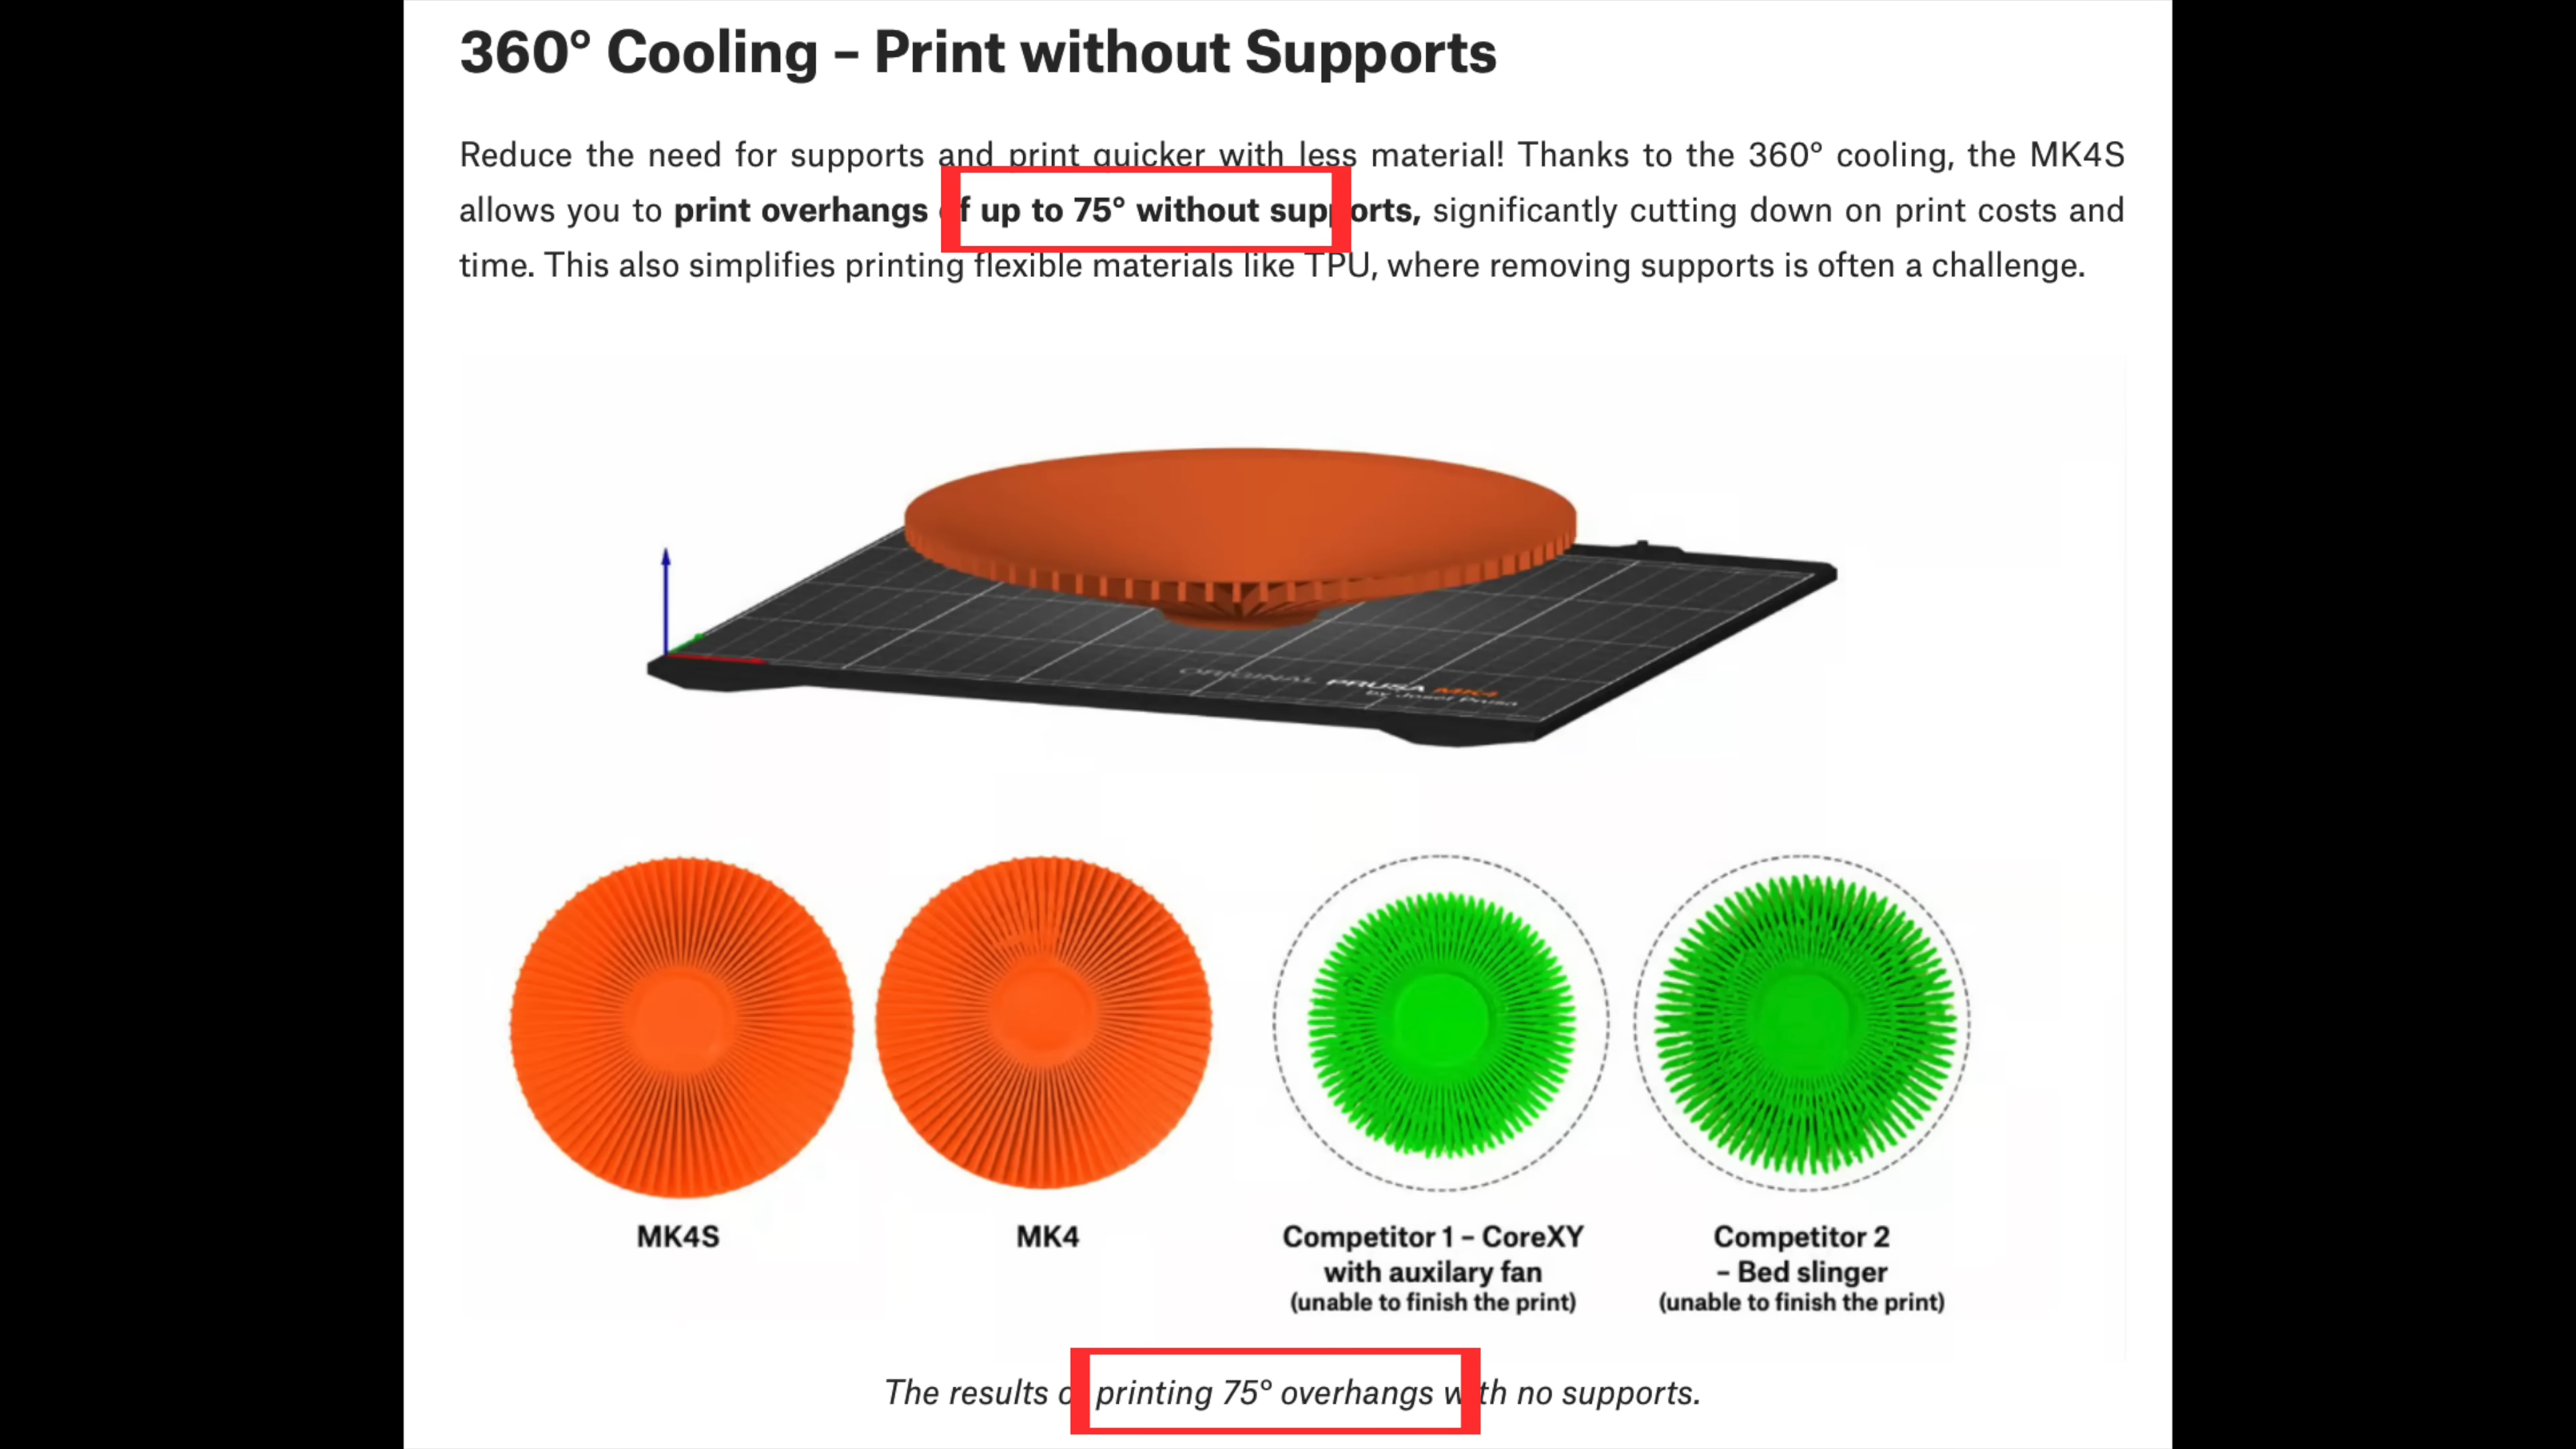 360° Cooling – Print without Supports
Reduce the need for supports and print quicker with less material! Thanks to the 360° cooling, the MK4S
allows you to print overhangs of up to 75° without supports, significantly cutting down on print costs and
time. This also simplifies printing flexible materials like TPU, where removing supports is often a challenge.
ORIGINAL PRUSA MK4
by Josef Prusa
MK4S
MK4
Competitor 1 – CoreXY
with auxilary fan
(unable to finish the print)
Competitor 2
– Bed slinger
(unable to finish the print)
The results of printing 75° overhangs with no supports.